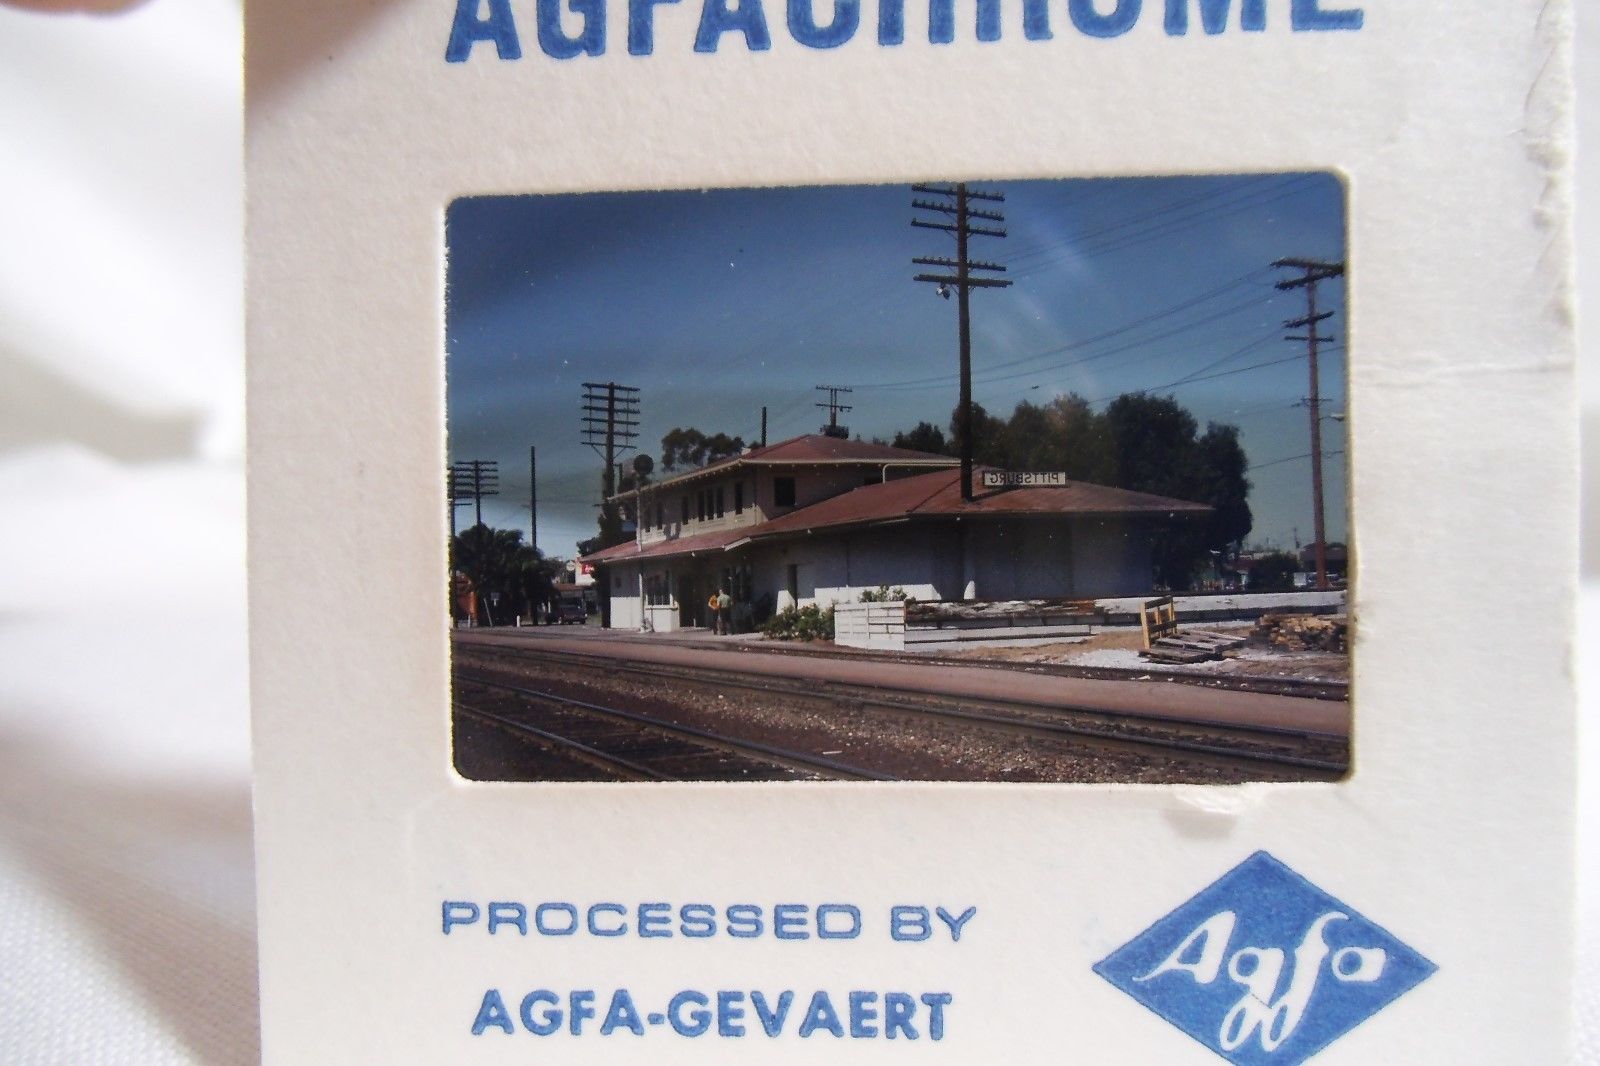 AGFACHROME
PITTSBURG
PROCESSED BY
AGFA-GEVAERT
Agfa